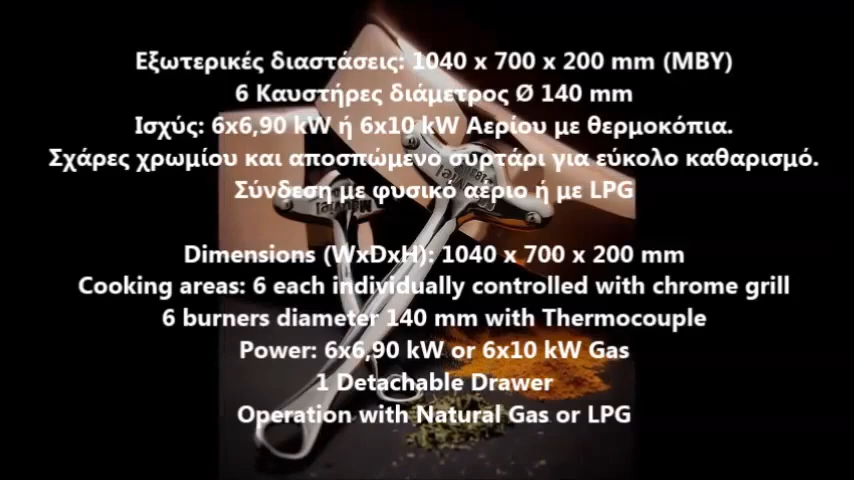 Εξωτερικές διαστάσεις: 1040 x 700 x 200 mm (ΜΒΥ)
6 Καυστήρες διάμετρος Ø 140 mm
Ισχύς: 6x6,90 kW ή 6x10 kW Αερίου με θερμοκόπια.
Σχάρες χρωμίου και αποσπώμενο συρτάρι για εύκολο καθαρισμό.
Σύνδεση με φυσικό αέριο ή με LPG
Dimensions (WxDxH): 1040 x 700 x 200 mm
Cooking areas: 6 each individually controlled with chrome grill
6 burners diameter 140 mm with Thermocouple
Power: 6x6,90 kW or 6x10 kW Gas
1 Detachable Drawer
Operation with Natural Gas or LPG